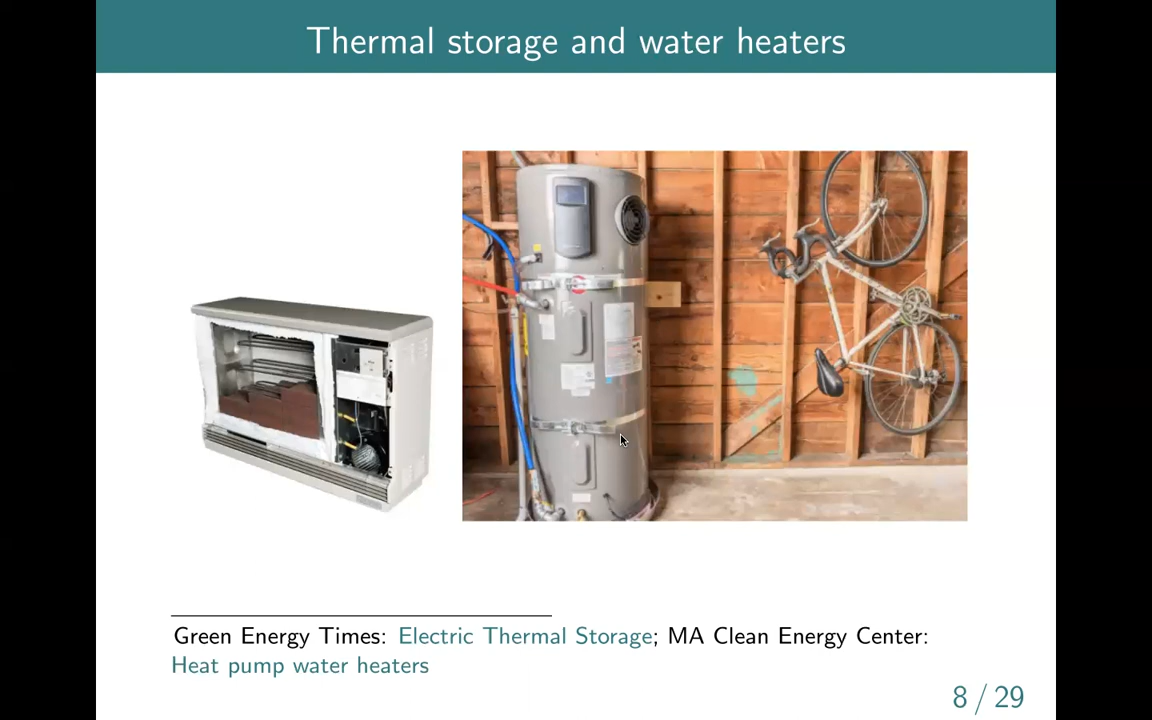 Thermal storage and water heaters
Green Energy Times: Electric Thermal Storage; MA Clean Energy Center:
Heat pump water heaters
8 / 29